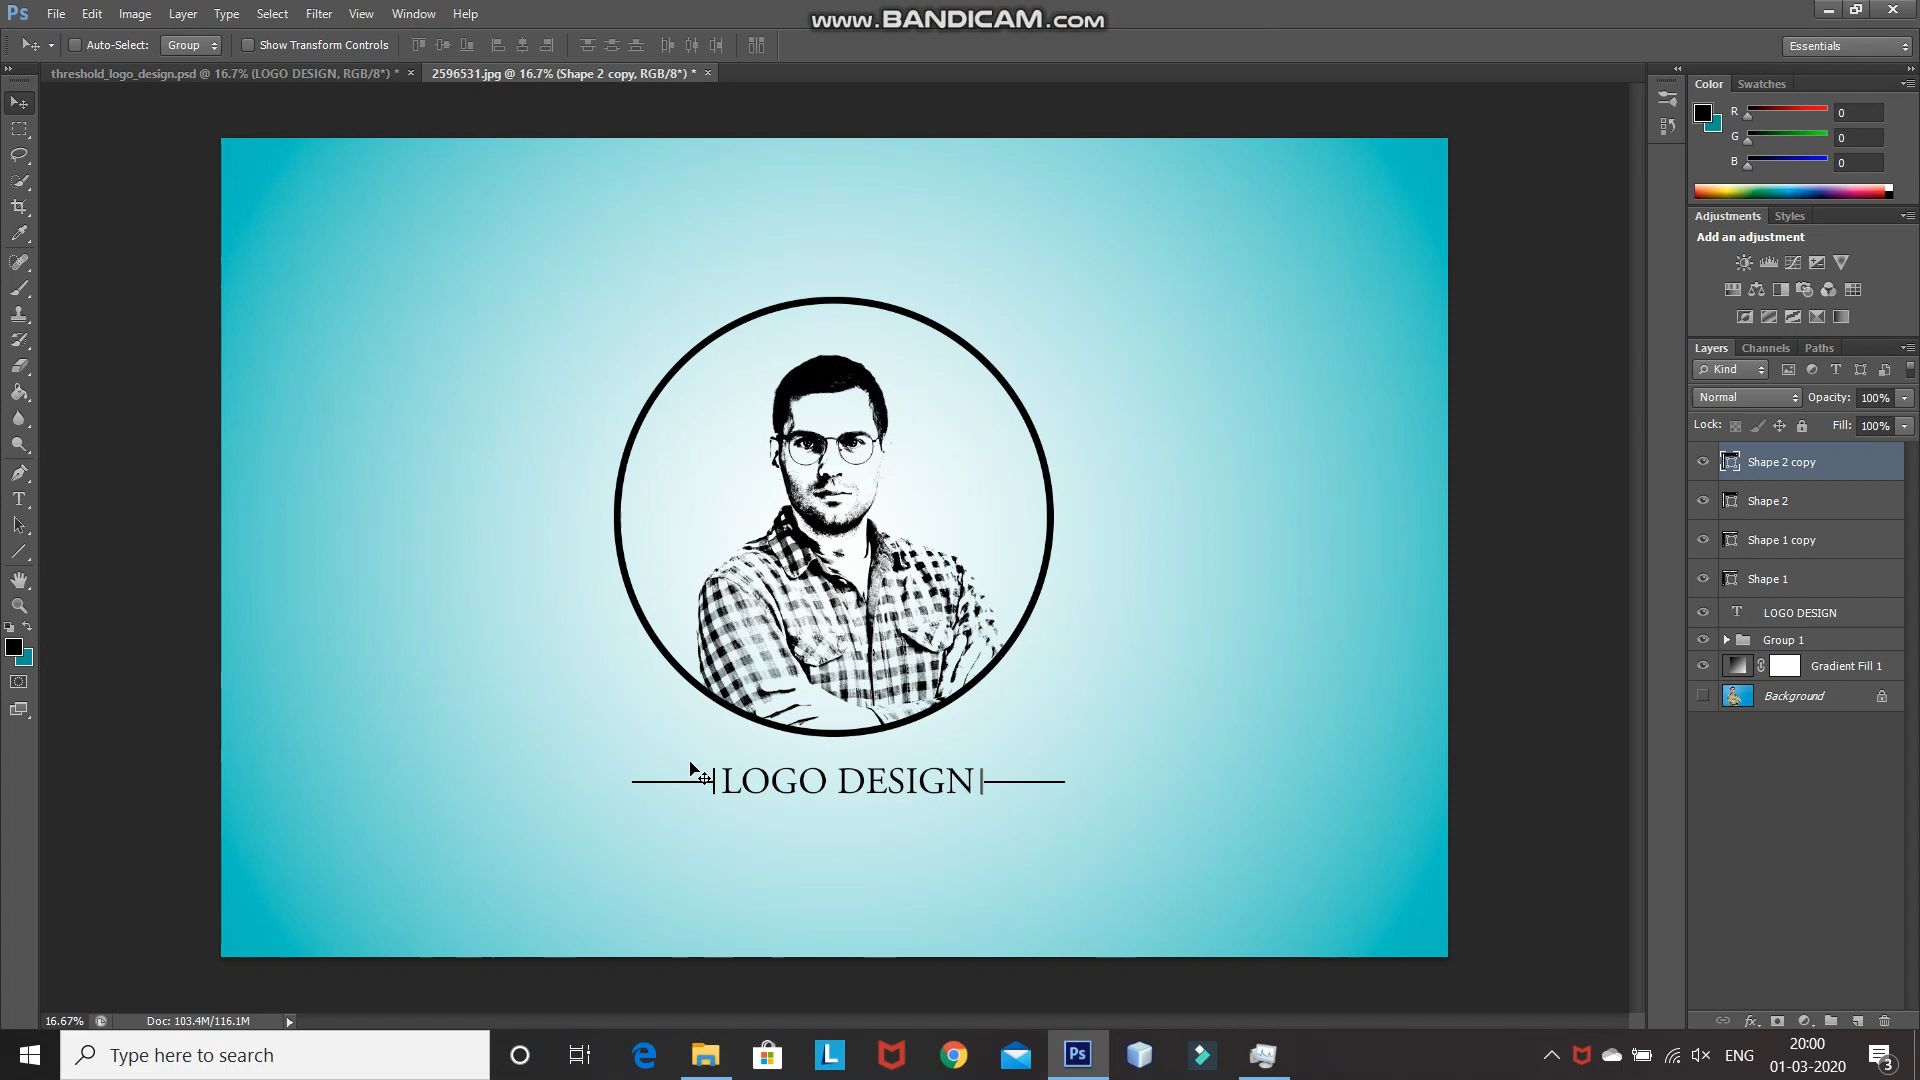 Ps File Edit Image Layer Type Select Filter View Window Help
www.BANDICAM.com
Auto-Select: Group Show Transform Controls
Essentials
threshold_logo_design.psd @ 16.7% (LOGO DESIGN, RGB/8*) * ×
2596531.jpg @ 16.7% (Shape 2 copy, RGB/8*) * ×
Color Swatches
R 0
G 0
B 0
Adjustments Styles
Add an adjustment
Layers Channels Paths
Kind
Normal Opacity: 100%
Lock: Fill: 100%
Shape 2 copy
Shape 2
Shape 1 copy
Shape 1
T LOGO DESIGN
Group 1
Gradient Fill 1
Background
LOGO DESIGN
16.67% Doc: 103.4M/116.1M
Type here to search
L
Ps
ENG
20:00
01-03-2020
3